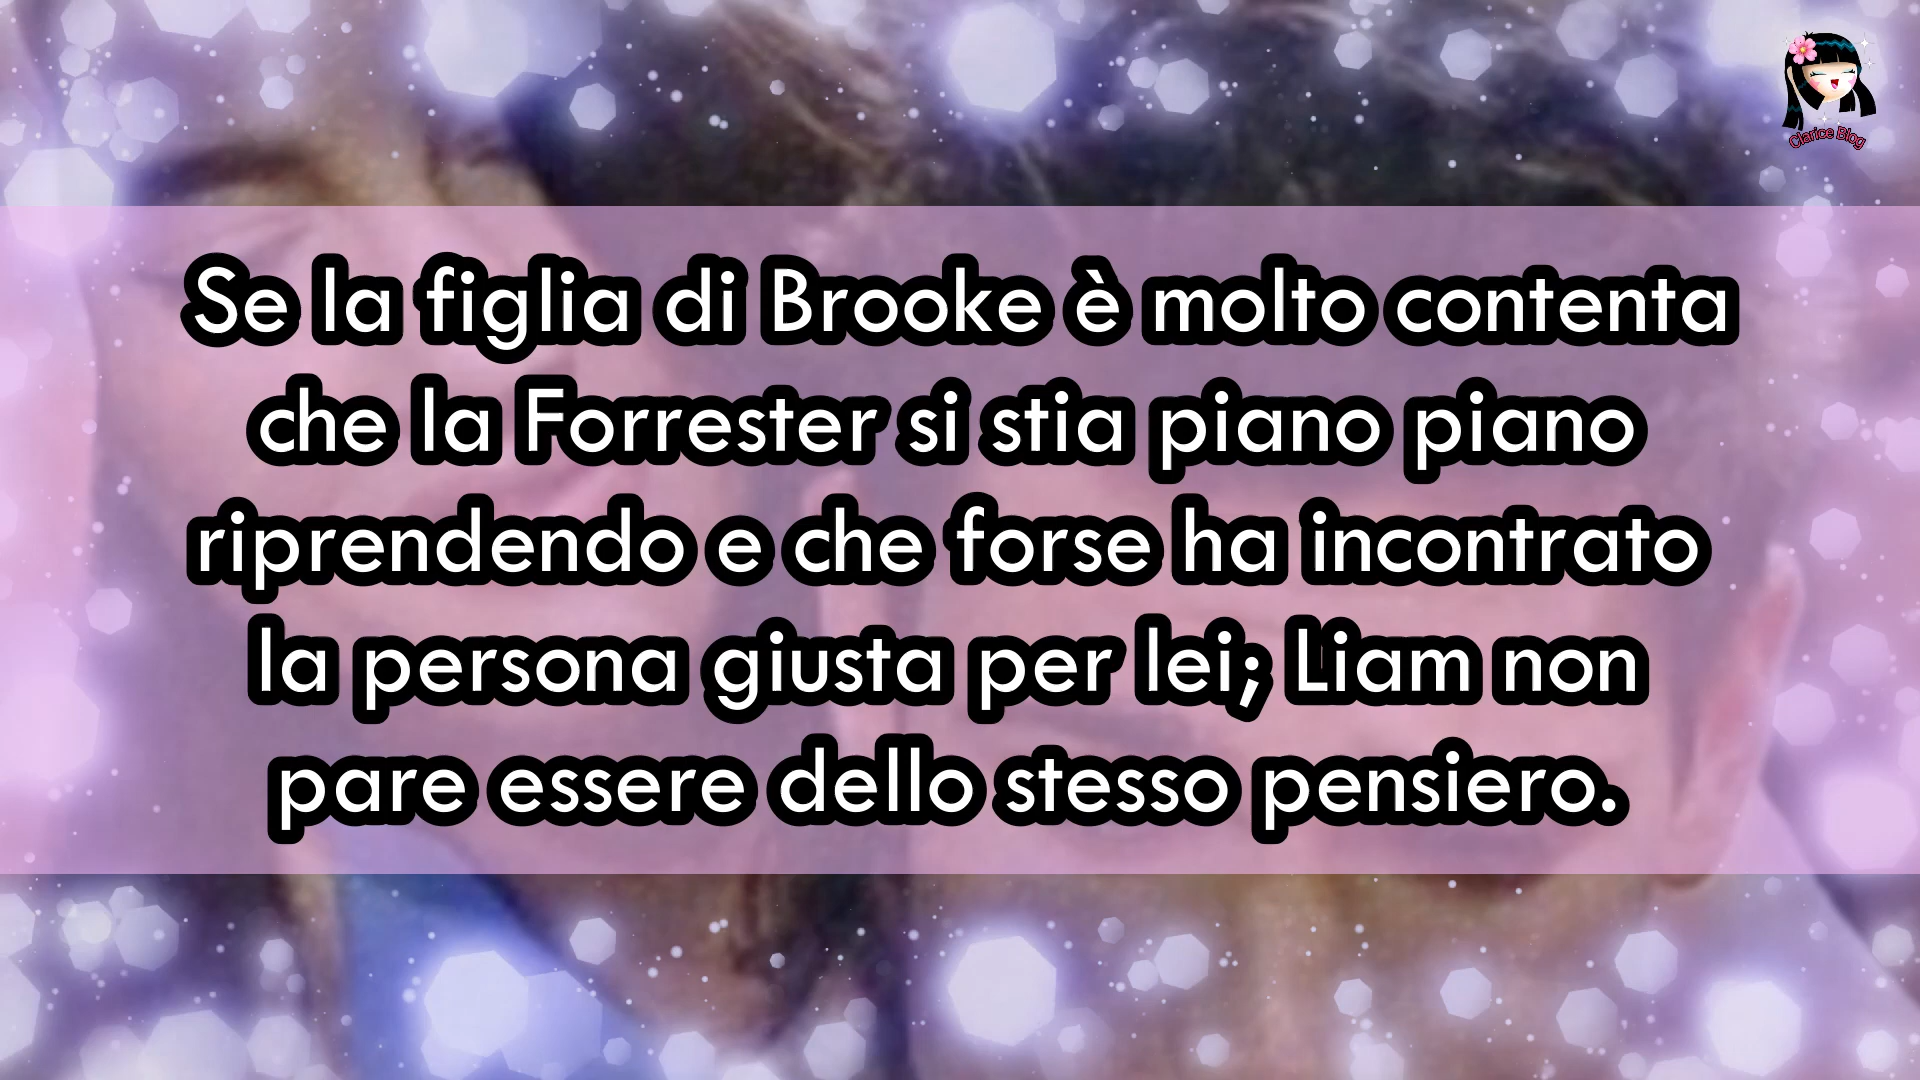 Clarice Blog
Se la figlia di Brooke è molto contenta
che la Forrester si stia piano piano
riprendendo e che forse ha incontrato
la persona giusta per lei; Liam non
pare essere dello stesso pensiero.